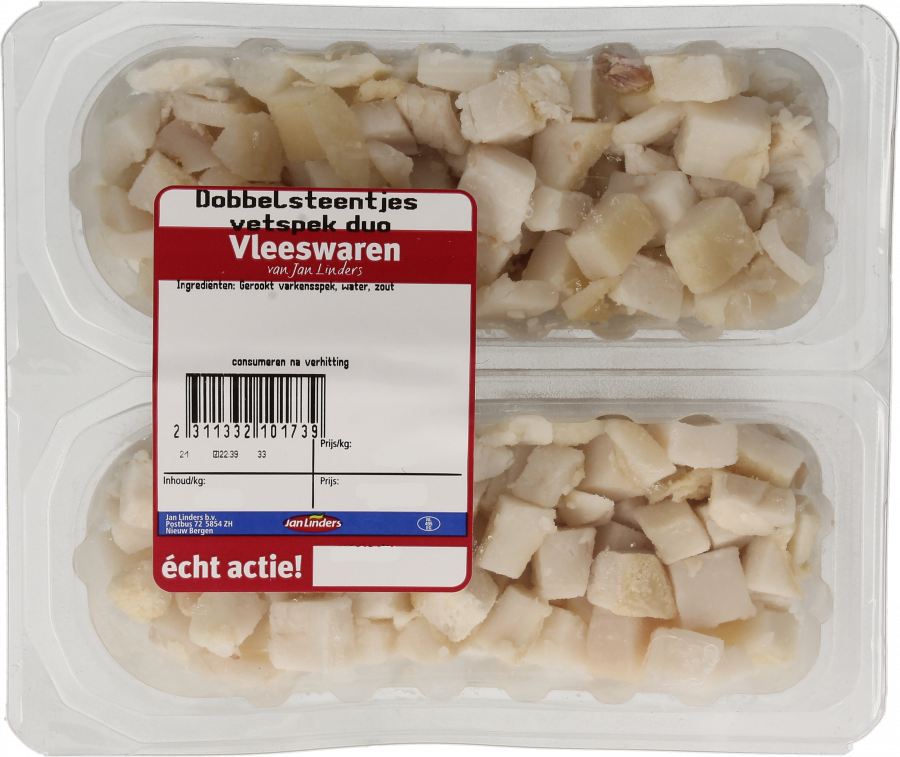 Dobbelsteentjes
vetspek duo
Vleeswaren
van Jan Linders
Ingrediënten: Gerookt varkensspek, water, zout
consumeren na verhitting
2 311332 101739
Prijs/kg:
21 22.39 33
Inhoud/kg: Prijs:
Jan Linders b.v.
Postbus 72 5854 ZH
Nieuw Bergen
Jan Linders
NL
écht actie!